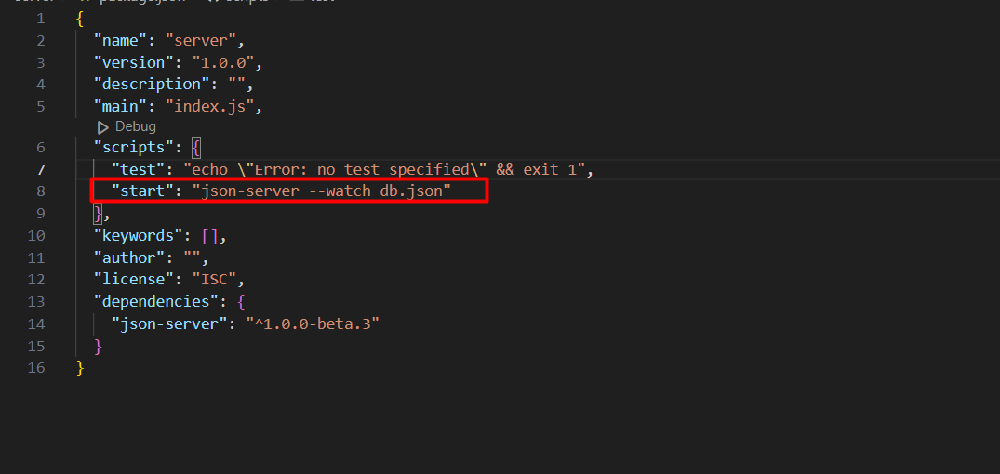 1 {
2 "name": "server",
3 "version": "1.0.0",
4 "description": "",
5 "main": "index.js",
Debug
6 "scripts": {
7 "test": "echo \"Error: no test specified\" && exit 1",
8 "start": "json-server --watch db.json"
9 },
10 "keywords": [],
11 "author": "",
12 "license": "ISC",
13 "dependencies": {
14 "json-server": "^1.0.0-beta.3"
15 }
16 }